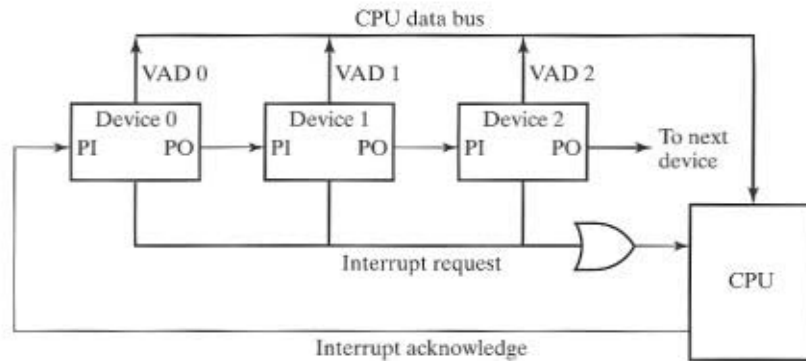 CPU data bus
VAD 0 VAD 1 VAD 2
Device 0 Device 1 Device 2
PI PO PI PO PI PO
To next
device
Interrupt request
CPU
Interrupt acknowledge